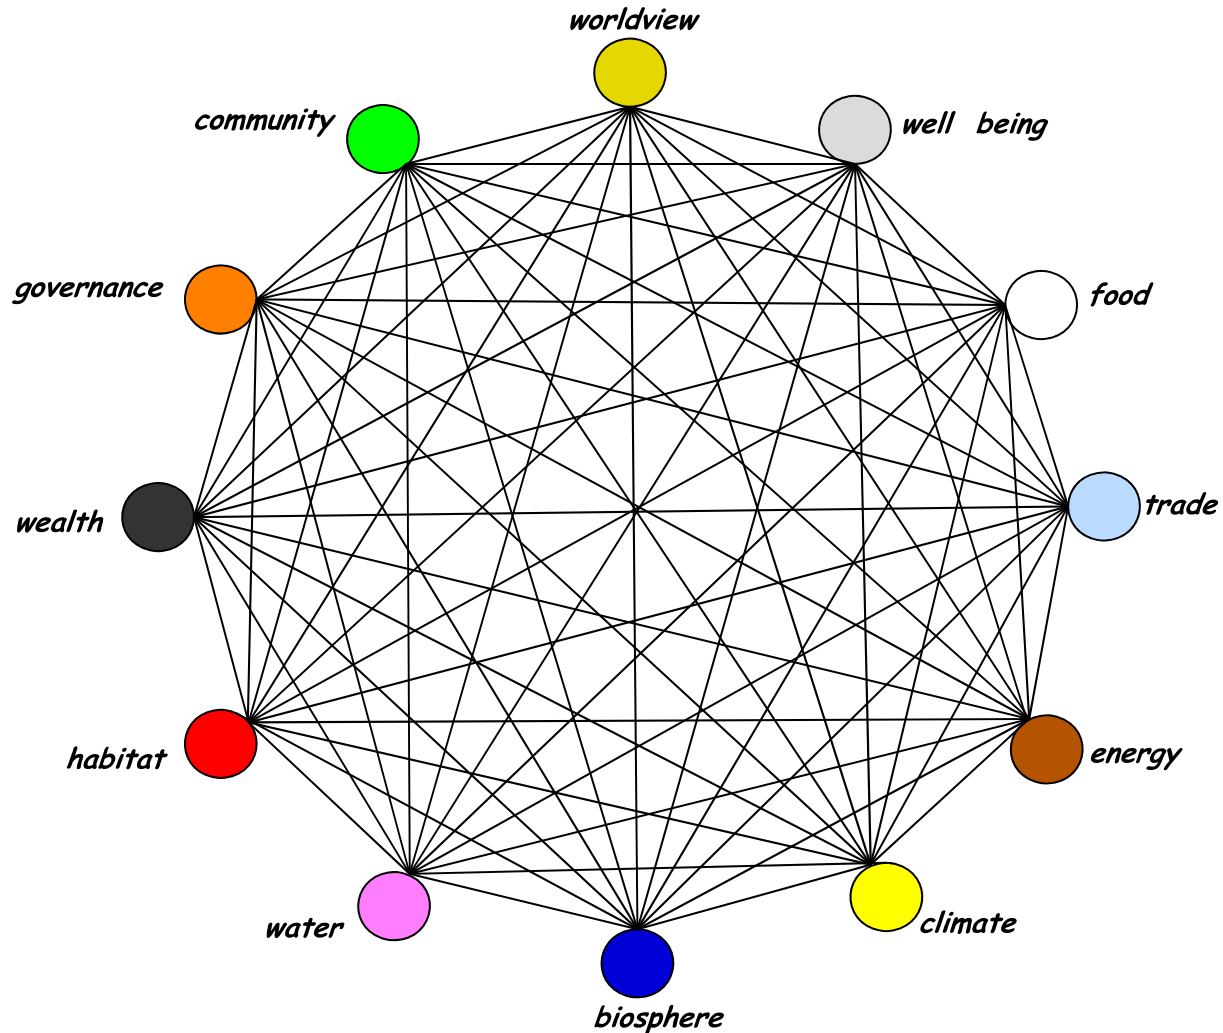 worldview
community
well being
governance
food
wealth
trade
habitat
energy
water
climate
biosphere